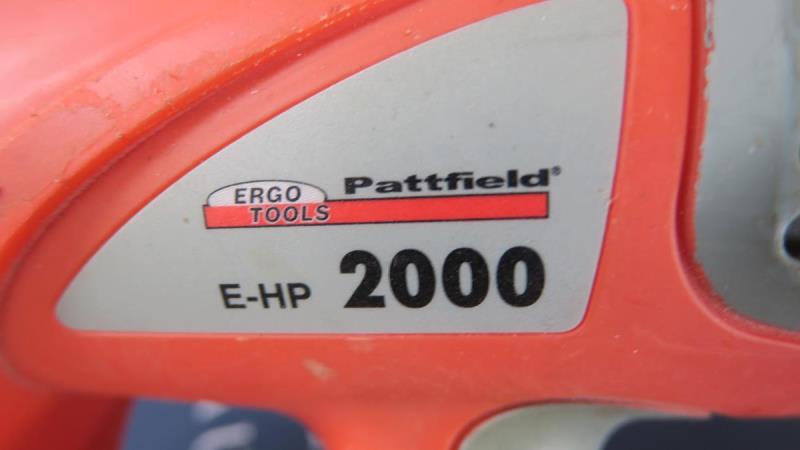 ERGO
TOOLS
Pattfield®
E-HP 2000